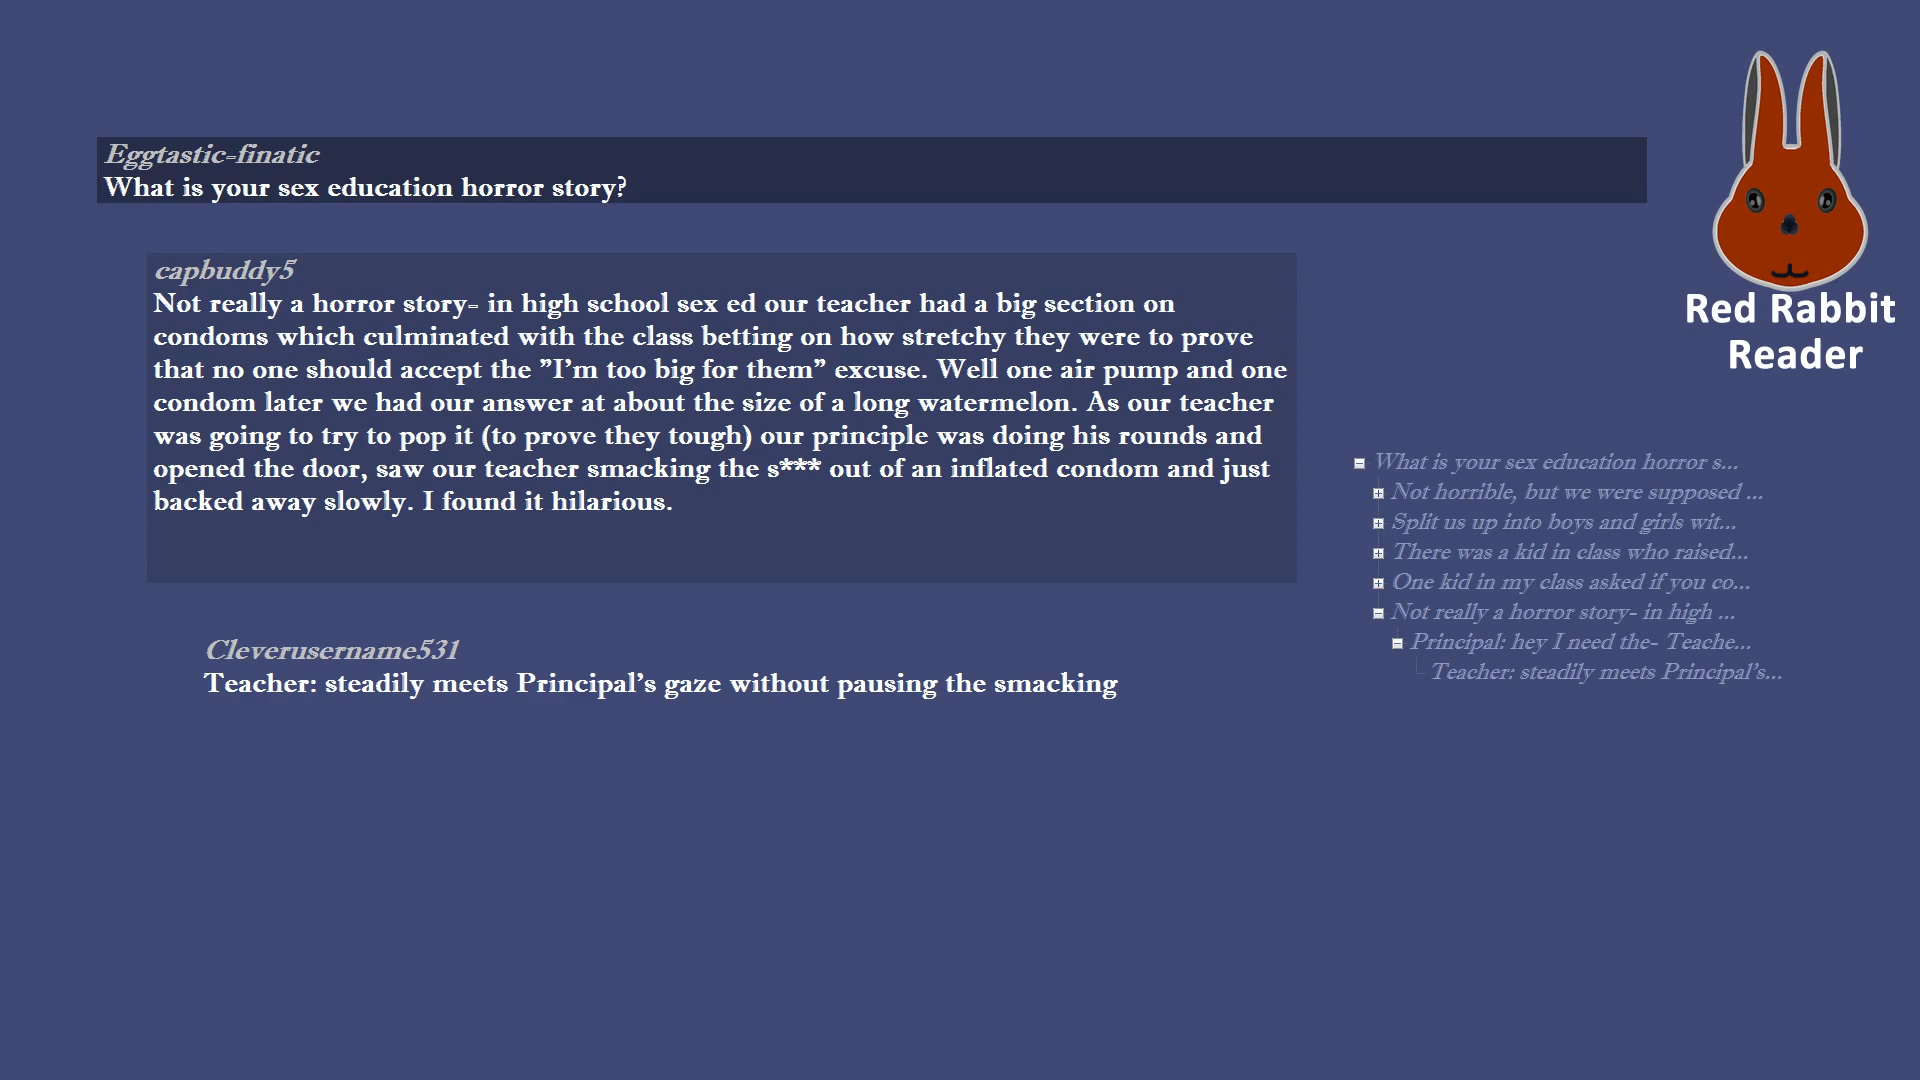 Eggtastic-finatic
What is your sex education horror story?
capbuddy5
Not really a horror story- in high school sex ed our teacher had a big section on
condoms which culminated with the class betting on how stretchy they were to prove
that no one should accept the ”I’m too big for them” excuse. Well one air pump and one
condom later we had our answer at about the size of a long watermelon. As our teacher
was going to try to pop it (to prove they tough) our principle was doing his rounds and
opened the door, saw our teacher smacking the s*** out of an inflated condom and just
backed away slowly. I found it hilarious.
Cleverusername531
Teacher: steadily meets Principal’s gaze without pausing the smacking
Red Rabbit
Reader
What is your sex education horror s...
Not horrible, but we were supposed ...
Split us up into boys and girls wit...
There was a kid in class who raised...
One kid in my class asked if you co...
Not really a horror story- in high ...
Principal: hey I need the- Teache...
Teacher: steadily meets Principal’s...